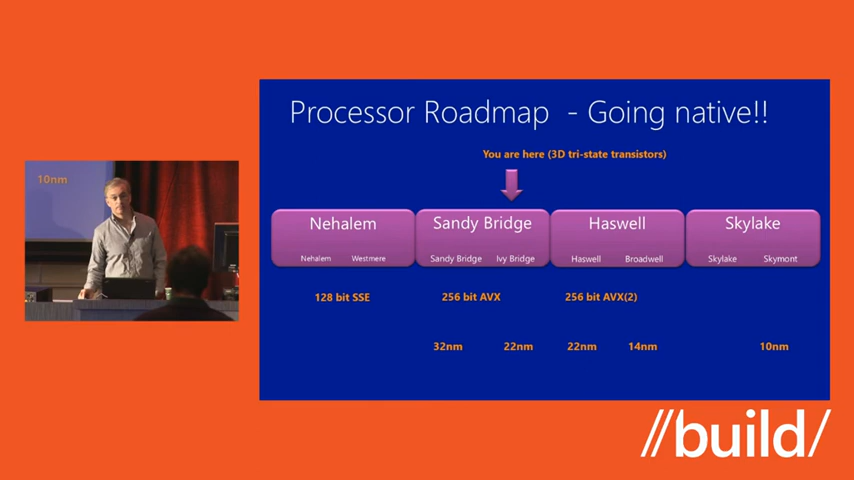 Processor Roadmap - Going native!!
You are here (3D tri-state transistors)
10nm
Nehalem Sandy Bridge Haswell Skylake
Nehalem Westmere Sandy Bridge Ivy Bridge Haswell Broadwell Skylake Skymont
128 bit SSE 256 bit AVX 256 bit AVX(2)
32nm 22nm 22nm 14nm 10nm
//build/